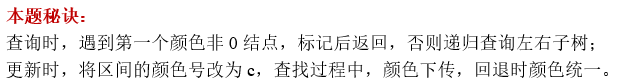 本题秘诀：
查询时，遇到第一个颜色非 0 结点，标记后返回，否则递归查询左右子树；
更新时，将区间的颜色号改为 c，查找过程中，颜色下传，回退时颜色统一。